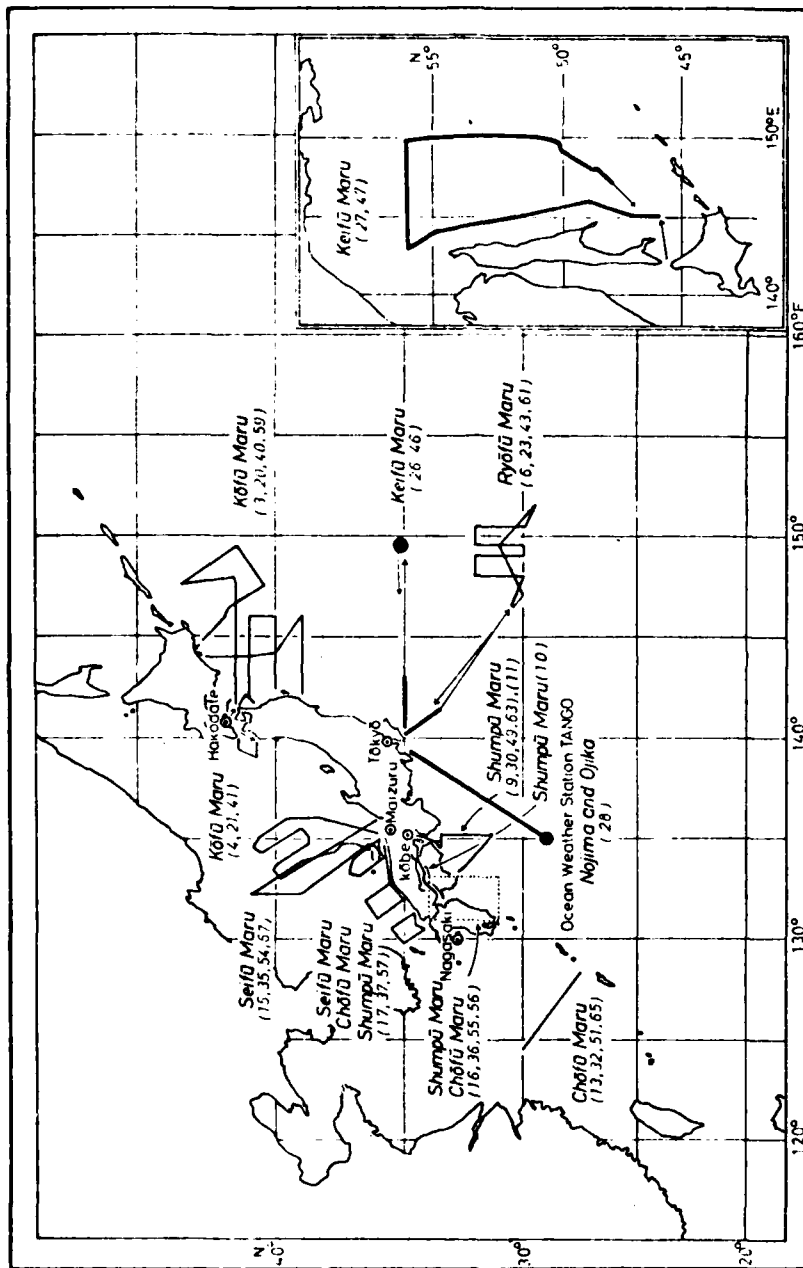 Kōfū Maru
(4,21,41)
Seifū Maru
(15,35,54,67)
Seifū Maru
Chōfū Maru
Shumpū Maru
(17,37,57)
Shumpū Maru
Chōfū Maru
(16,36,55,56)
Chōfū Maru
(13,32,51,65)
Hakodate
Maizuru
Kōbe
Nagasaki
Tōkyō
Kōfū Maru
(3,20,40,59)
Keifū Maru
(26,46)
Ryōfū Maru
(6,23,43,61)
Shumpū Maru
(9,30,49,63),(11)
Shumpū Maru(10)
Ocean Weather Station TANGO
Nojima and Ojika
(28)
N
40°
30°
20°
120°
130°
140°
150°
160°E
Keifū Maru
(27,47)
N
55°
50°
45°
140°
150°E